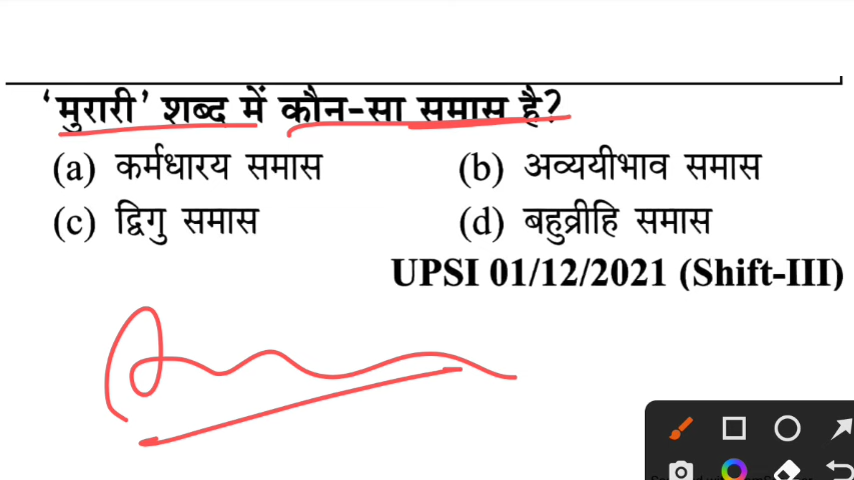 ‘मुरारी’ शब्द में कौन-सा समास है?
(a) कर्मधारय समास (b) अव्ययीभाव समास
(c) द्विगु समास (d) बहुव्रीहि समास
UPSI 01/12/2021 (Shift-III)